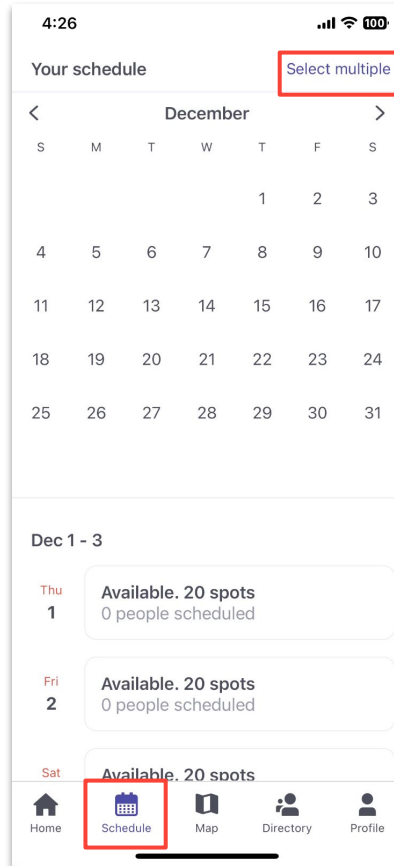 4:26 100
Your schedule Select multiple
< December >
S M T W T F S
1 2 3
4 5 6 7 8 9 10
11 12 13 14 15 16 17
18 19 20 21 22 23 24
25 26 27 28 29 30 31
Dec 1 - 3
Thu Available. 20 spots
1 0 people scheduled
Fri Available. 20 spots
2 0 people scheduled
Sat Available. 20 spots
Home Schedule Map Directory Profile